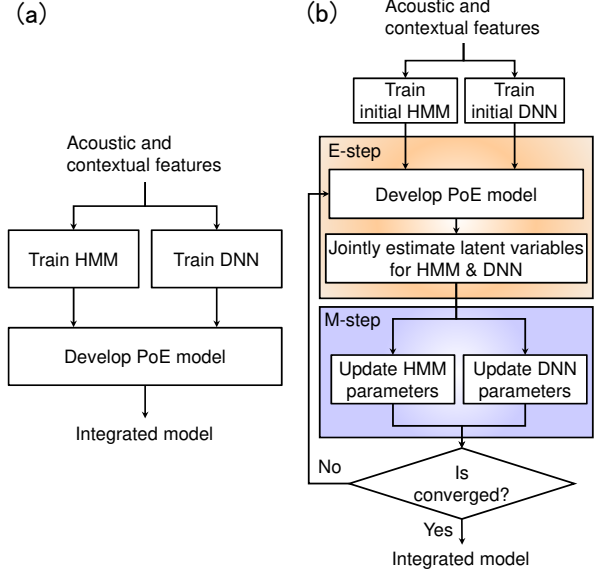 (a)
Acoustic and
contextual features
Train HMM
Train DNN
Develop PoE model
Integrated model
(b)
Acoustic and
contextual features
Train
initial HMM
Train
initial DNN
E-step
Develop PoE model
Jointly estimate latent variables
for HMM & DNN
M-step
Update HMM
parameters
Update DNN
parameters
No
Is
converged?
Yes
Integrated model